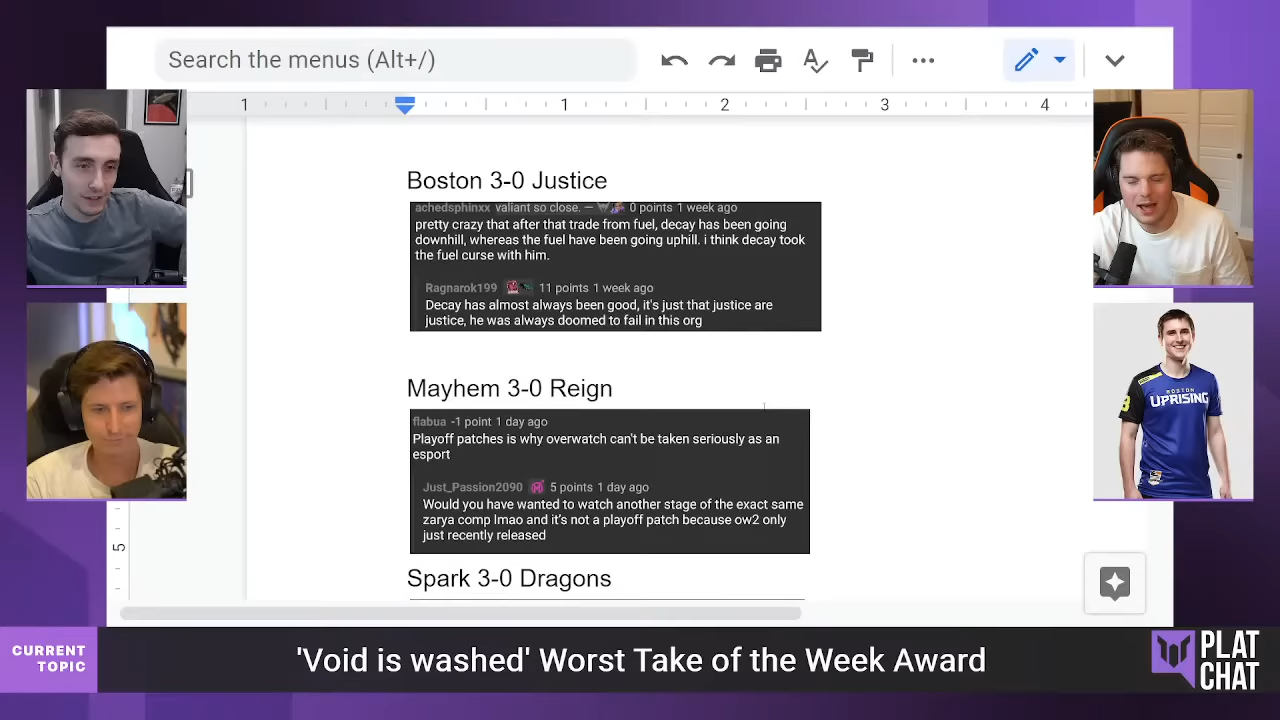 Search the menus (Alt+/)
1 1 2 3 4
Boston 3-0 Justice
achedsphinxx valiant so close. — 0 points 1 week ago
pretty crazy that after that trade from fuel, decay has been going
downhill, whereas the fuel have been going uphill. i think decay took
the fuel curse with him.
Ragnarok199 11 points 1 week ago
Decay has almost always been good, it's just that justice are
justice, he was always doomed to fail in this org
Mayhem 3-0 Reign
flabua -1 point 1 day ago
Playoff patches is why overwatch can't be taken seriously as an
esport
Just_Passion2090 5 points 1 day ago
Would you have wanted to watch another stage of the exact same
zarya comp lmao and it's not a playoff patch because ow2 only
just recently released
5
Spark 3-0 Dragons
BOSTON
UPRISING
CURRENT
TOPIC
'Void is washed' Worst Take of the Week Award
PLAT
CHAT